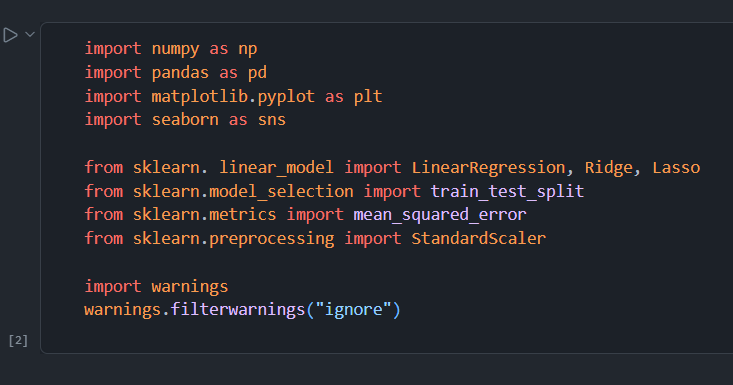 import numpy as np
import pandas as pd
import matplotlib.pyplot as plt
import seaborn as sns
from sklearn. linear_model import LinearRegression, Ridge, Lasso
from sklearn.model_selection import train_test_split
from sklearn.metrics import mean_squared_error
from sklearn.preprocessing import StandardScaler
import warnings
warnings.filterwarnings("ignore")
[2]